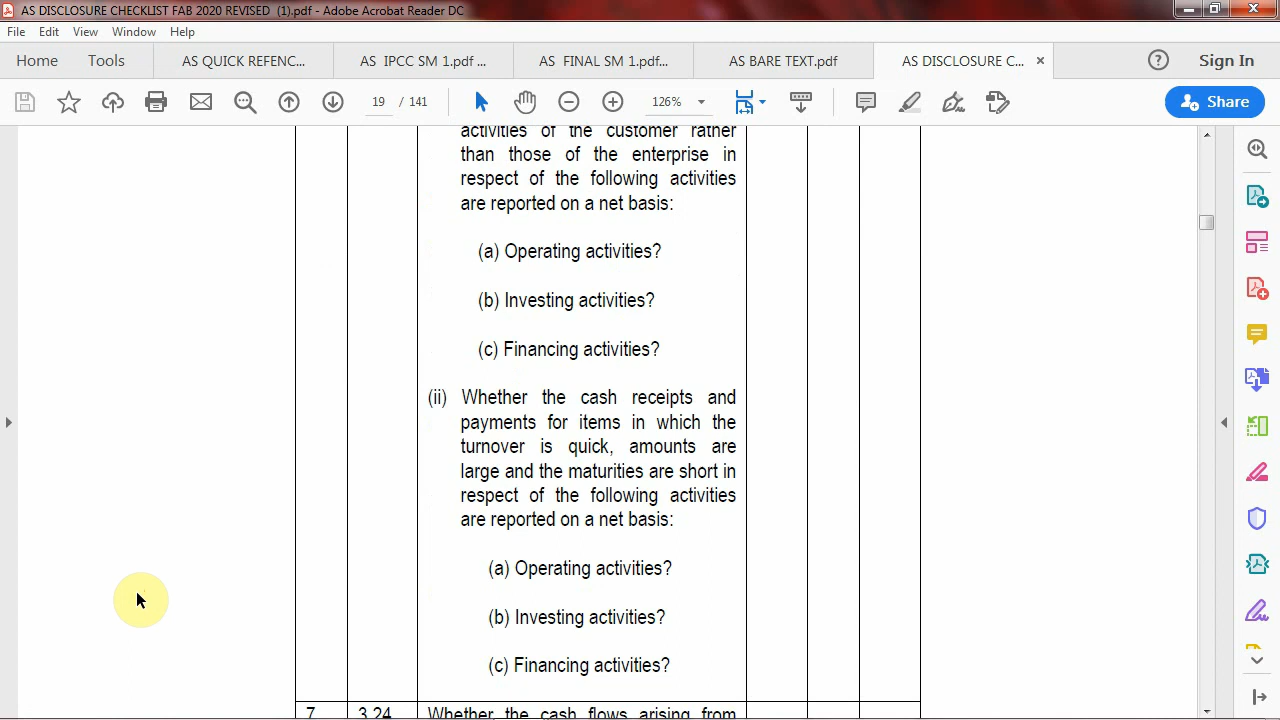 AS DISCLOSURE CHECKLIST FAB 2020 REVISED (1).pdf - Adobe Acrobat Reader DC
File Edit View Window Help
Home Tools AS QUICK REFENC... AS IPCC SM 1.pdf ... AS FINAL SM 1.pdf... AS BARE TEXT.pdf AS DISCLOSURE C... × Sign In
19 / 141 126% Share
activities of the customer rather
than those of the enterprise in
respect of the following activities
are reported on a net basis:
(a) Operating activities?
(b) Investing activities?
(c) Financing activities?
(ii) Whether the cash receipts and
payments for items in which the
turnover is quick, amounts are
large and the maturities are short in
respect of the following activities
are reported on a net basis:
(a) Operating activities?
(b) Investing activities?
(c) Financing activities?
7 3.24 Whether the cash flows arising from